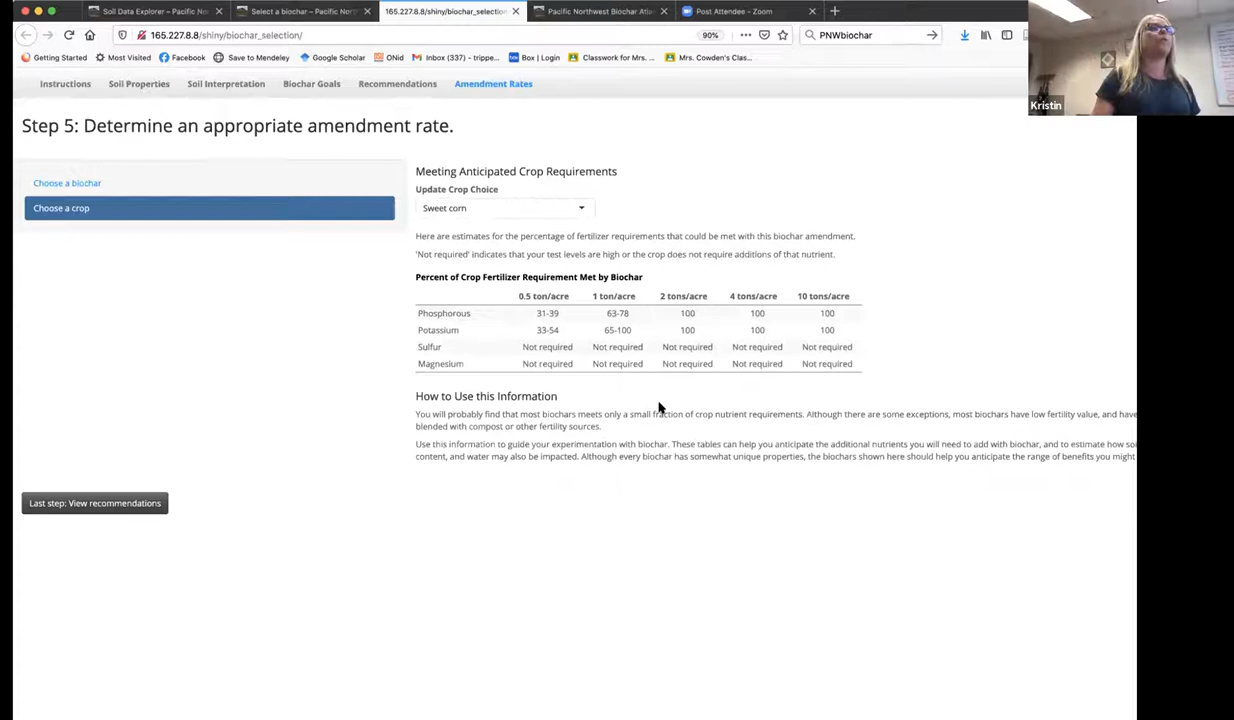 Soil Data Explorer – Pacific No
Select a biochar – Pacific Nort
165.227.8.8/shiny/biochar_selectio
Pacific Northwest Biochar Atla
Post Attendee - Zoom
165.227.8.8/shiny/biochar_selection/
90%
PNWbiochar
Getting Started
Most Visited
Facebook
Save to Mendeley
Google Scholar
ONid
Inbox (337) - trippe...
Box | Login
Classwork for Mrs. ...
Mrs. Cowden's Clas...
Kristin
Instructions
Soil Properties
Soil Interpretation
Biochar Goals
Recommendations
Amendment Rates
Step 5: Determine an appropriate amendment rate.
Choose a biochar
Choose a crop
Meeting Anticipated Crop Requirements
Update Crop Choice
Sweet corn
Here are estimates for the percentage of fertilizer requirements that could be met with this biochar amendment.
'Not required' indicates that your test levels are high or the crop does not require additions of that nutrient.
Percent of Crop Fertilizer Requirement Met by Biochar
0.5 ton/acre 1 ton/acre 2 tons/acre 4 tons/acre 10 tons/acre
Phosphorous 31-39 63-78 100 100 100
Potassium 33-54 65-100 100 100 100
Sulfur Not required Not required Not required Not required Not required
Magnesium Not required Not required Not required Not required Not required
How to Use this Information
You will probably find that most biochars meets only a small fraction of crop nutrient requirements. Although there are some exceptions, most biochars have low fertility value, and have
blended with compost or other fertility sources.
Use this information to guide your experimentation with biochar. These tables can help you anticipate the additional nutrients you will need to add with biochar, and to estimate how soi
content, and water may also be impacted. Although every biochar has somewhat unique properties, the biochars shown here should help you anticipate the range of benefits you might
Last step: View recommendations